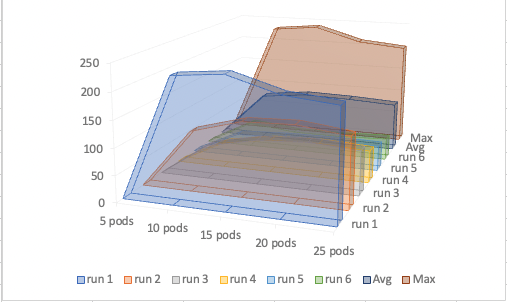 250
200
150
100
50
0
5 pods
10 pods
15 pods
20 pods
25 pods
Max
Avg
run 6
run 5
run 4
run 3
run 2
run 1
run 1 run 2 run 3 run 4 run 5 run 6 Avg Max